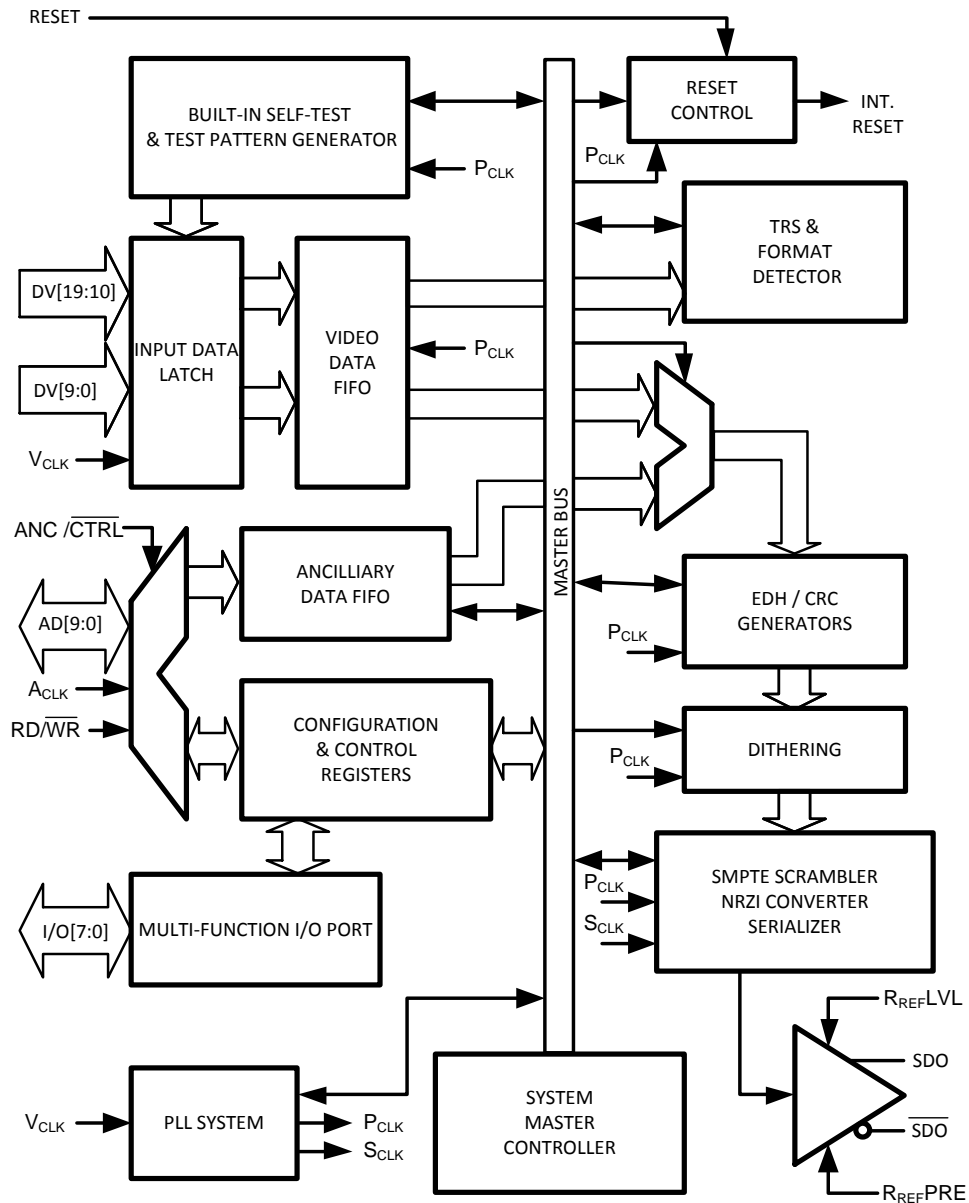 RESET
BUILT-IN SELF-TEST
& TEST PATTERN GENERATOR
PCLK
RESET
CONTROL
INT.
RESET
PCLK
TRS &
FORMAT
DETECTOR
DV[19:10]
DV[9:0]
VCLK
INPUT DATA
LATCH
VIDEO
DATA
FIFO
PCLK
MASTER BUS
ANC /CTRL
AD[9:0]
ACLK
RD/WR
ANCILLIARY
DATA FIFO
EDH / CRC
GENERATORS
PCLK
CONFIGURATION
& CONTROL
REGISTERS
DITHERING
PCLK
I/O[7:0]
MULTI-FUNCTION I/O PORT
SMPTE SCRAMBLER
NRZI CONVERTER
SERIALIZER
PCLK
SCLK
RREFLVL
SDO
SDO
RREFPRE
VCLK
PLL SYSTEM
PCLK
SCLK
SYSTEM
MASTER
CONTROLLER